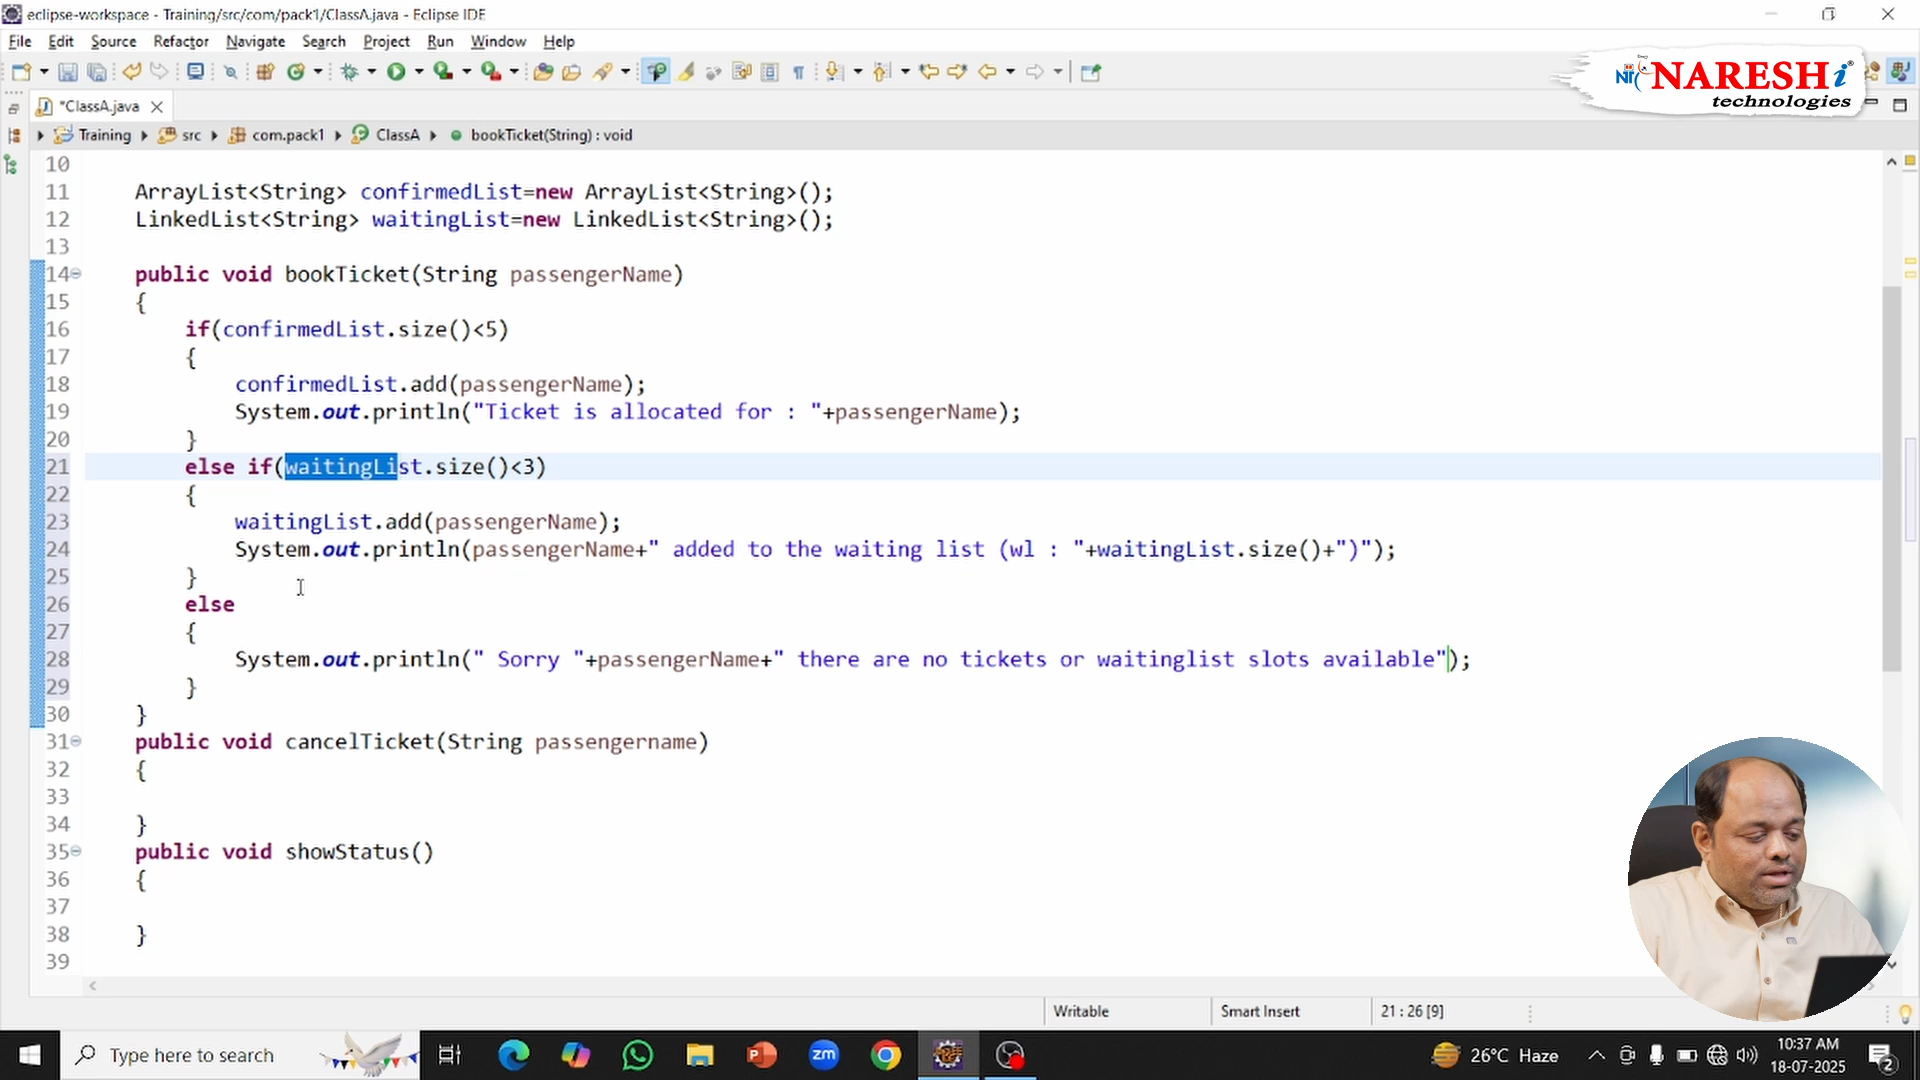 eclipse-workspace - Training/src/com/pack1/ClassA.java - Eclipse IDE
File Edit Source Refactor Navigate Search Project Run Window Help
NARESHi
technologies
*ClassA.java
Training src com.pack1 ClassA bookTicket(String) : void
10
11 ArrayList<String> confirmedList=new ArrayList<String>();
12 LinkedList<String> waitingList=new LinkedList<String>();
13
14 public void bookTicket(String passengerName)
15 {
16 if(confirmedList.size()<5)
17 {
18 confirmedList.add(passengerName);
19 System.out.println("Ticket is allocated for : "+passengerName);
20 }
21 else if(waitingList.size()<3)
22 {
23 waitingList.add(passengerName);
24 System.out.println(passengerName+" added to the waiting list (wl : "+waitingList.size()+")");
25 }
26 else
27 {
28 System.out.println(" Sorry "+passengerName+" there are no tickets or waitinglist slots available");
29 }
30 }
31 public void cancelTicket(String passengername)
32 {
33
34 }
35 public void showStatus()
36 {
37
38 }
39
Writable Smart Insert 21 : 26 [9]
Type here to search zm 26°C Haze 10:37 AM
18-07-2025 2